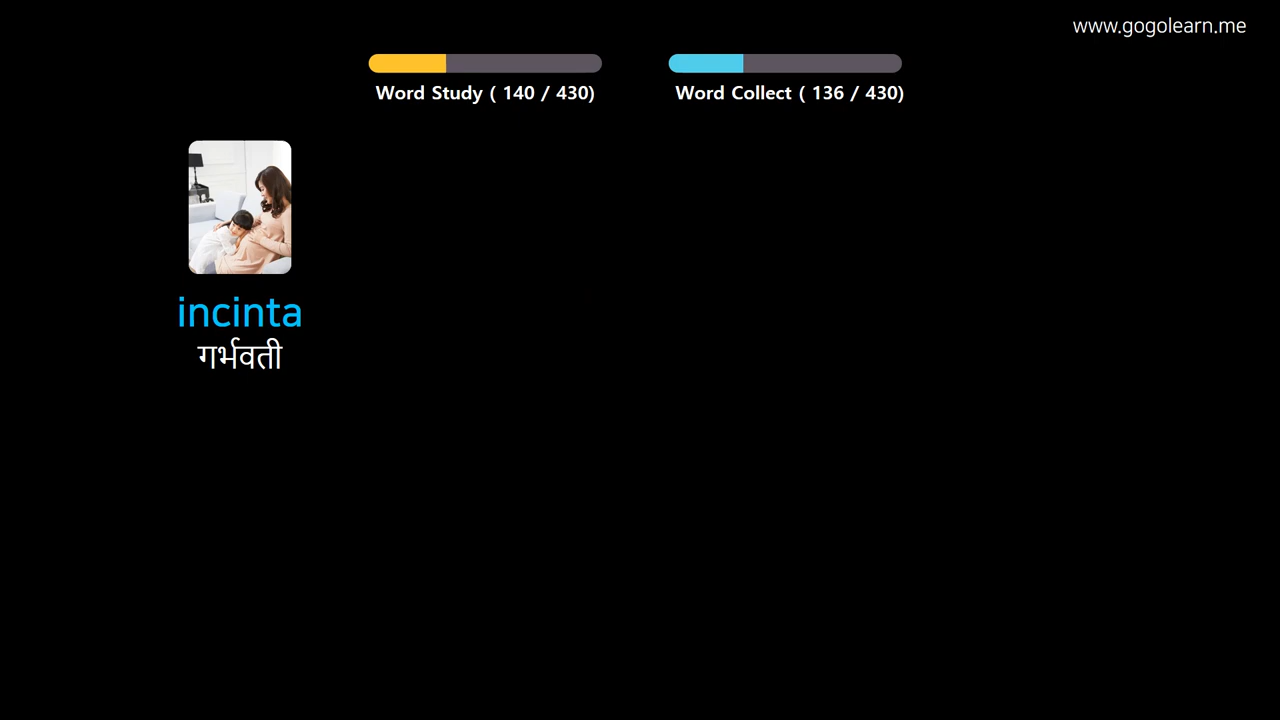 www.gogolearn.me
Word Study ( 140 / 430)
Word Collect ( 136 / 430)
incinta
गर्भवती